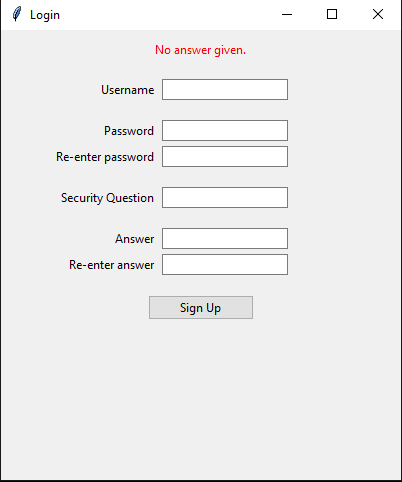 Login
No answer given.
Username
Password
Re-enter password
Security Question
Answer
Re-enter answer
Sign Up